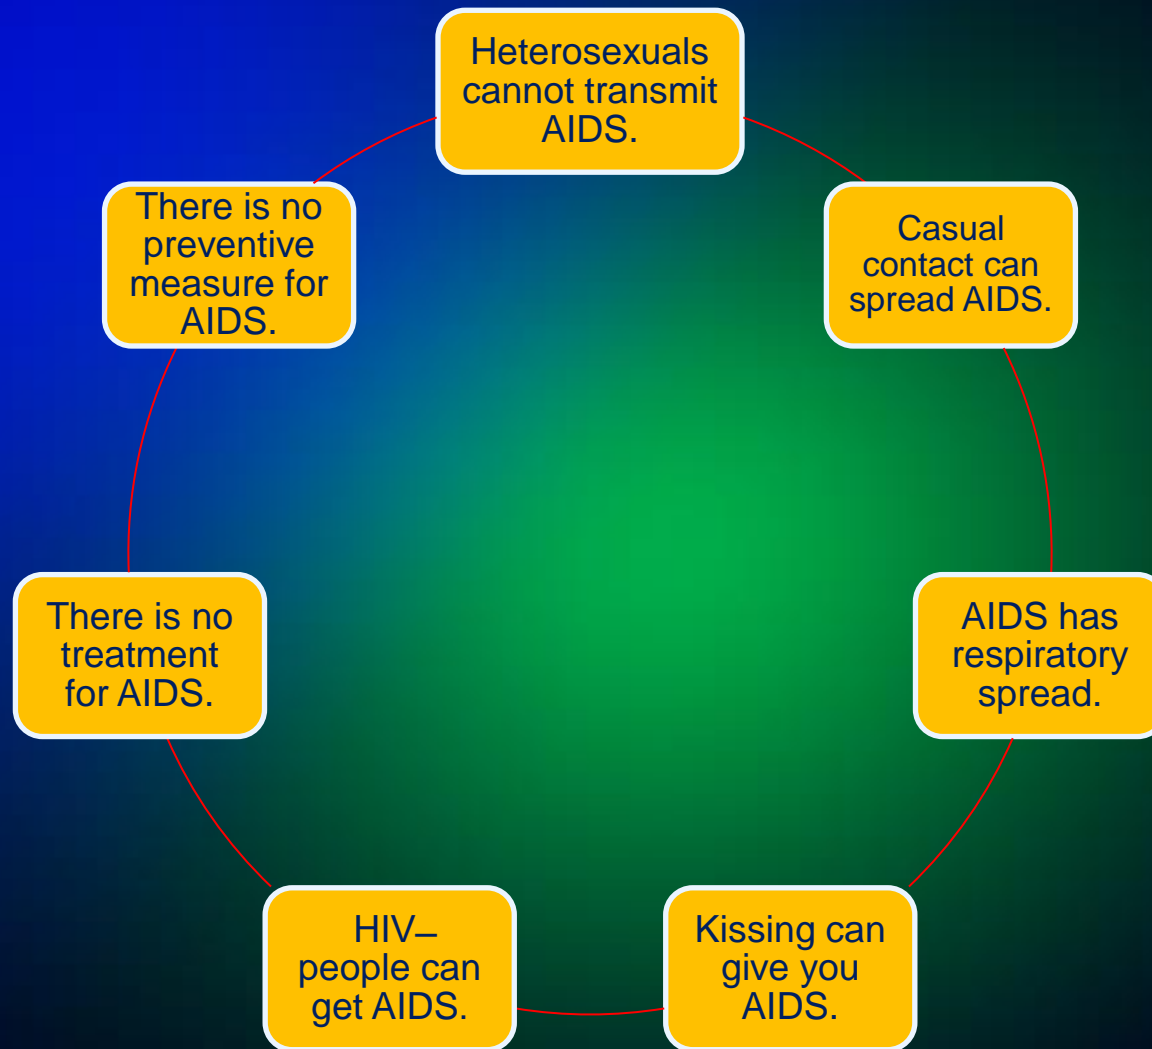 Heterosexuals
cannot transmit
AIDS.
Casual
contact can
spread AIDS.
AIDS has
respiratory
spread.
Kissing can
give you
AIDS.
HIV–
people can
get AIDS.
There is no
treatment
for AIDS.
There is no
preventive
measure for
AIDS.